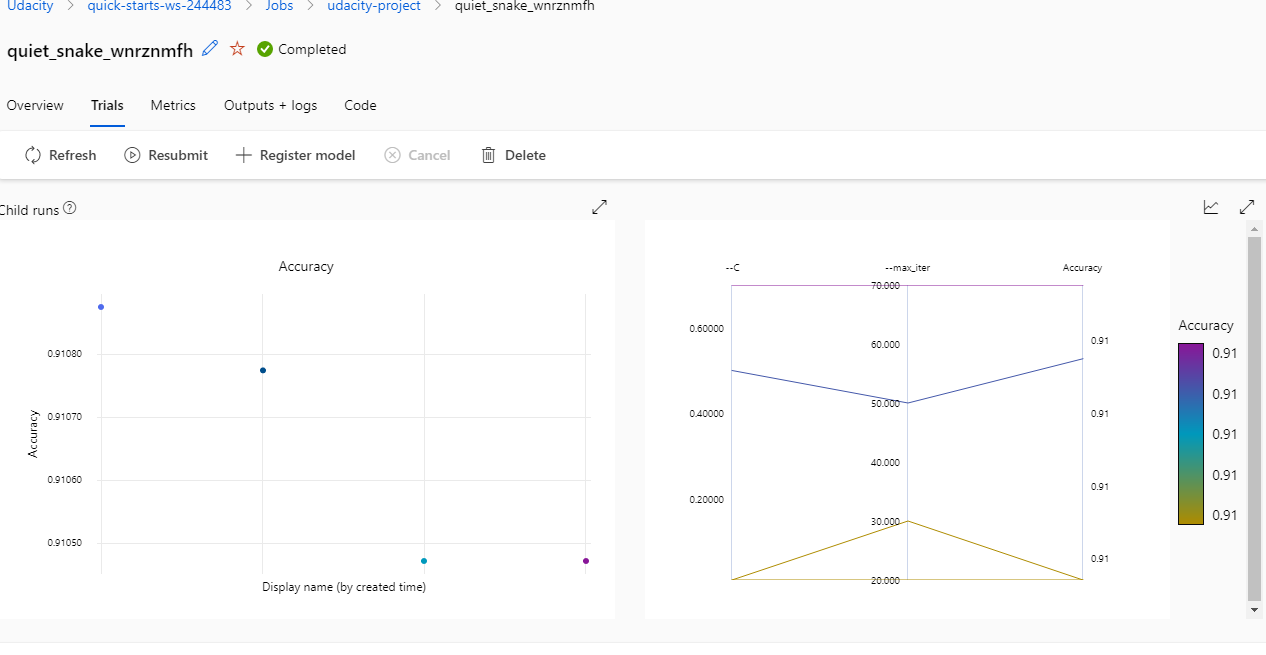 Udacity > quick-starts-ws-244483 > Jobs > udacity-project > quiet_snake_wnrznmfh
quiet_snake_wnrznmfh Completed
Overview Trials Metrics Outputs + logs Code
Refresh Resubmit Register model Cancel Delete
Child runs
Accuracy
0.91080
0.91070
0.91060
0.91050
Accuracy
Display name (by created time)
--C --max_iter Accuracy
0.60000
0.40000
0.20000
70.000
60.000
50.000
40.000
30.000
20.000
0.91
0.91
0.91
0.91
Accuracy
0.91
0.91
0.91
0.91
0.91